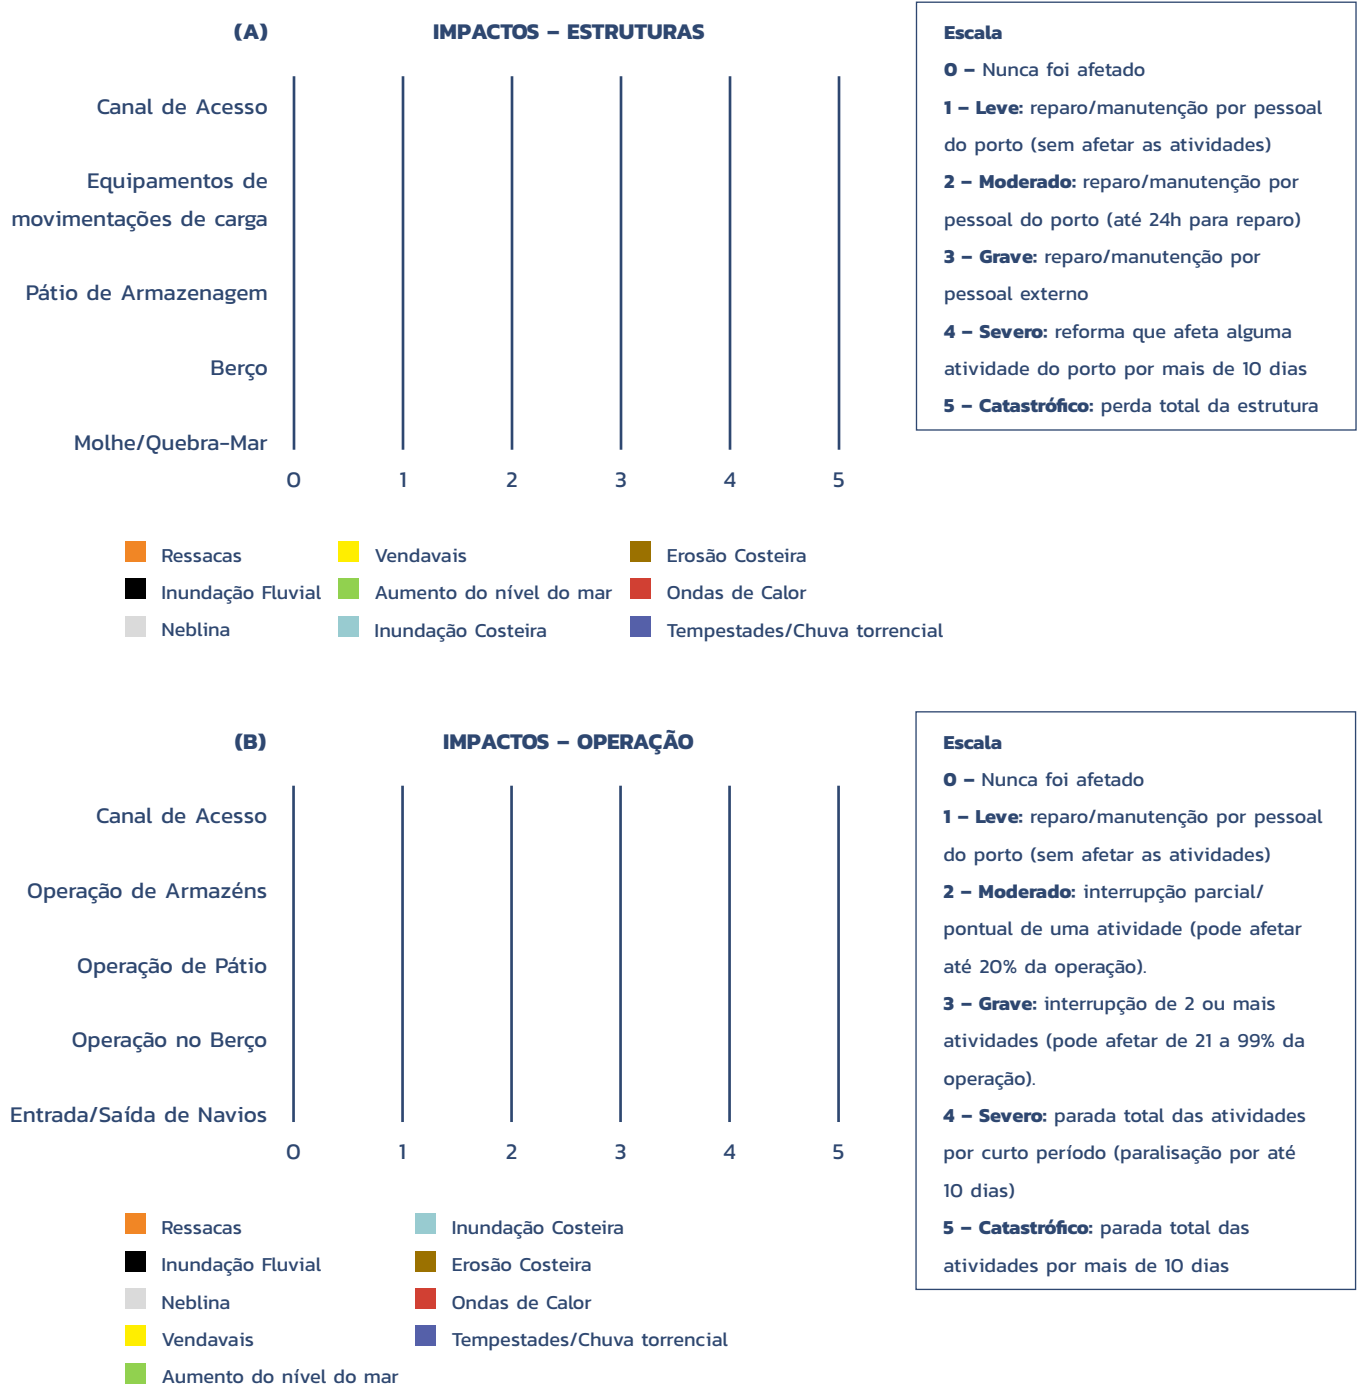 (A)
IMPACTOS – ESTRUTURAS
Canal de Acesso
Equipamentos de
movimentações de carga
Pátio de Armazenagem
Berço
Molhe/Quebra-Mar
0 1 2 3 4 5
Ressacas
Inundação Fluvial
Neblina
Vendavais
Aumento do nível do mar
Inundação Costeira
Erosão Costeira
Ondas de Calor
Tempestades/Chuva torrencial
Escala
0 – Nunca foi afetado
1 – Leve: reparo/manutenção por pessoal
do porto (sem afetar as atividades)
2 – Moderado: reparo/manutenção por
pessoal do porto (até 24h para reparo)
3 – Grave: reparo/manutenção por
pessoal externo
4 – Severo: reforma que afeta alguma
atividade do porto por mais de 10 dias
5 – Catastrófico: perda total da estrutura
(B)
IMPACTOS – OPERAÇÃO
Canal de Acesso
Operação de Armazéns
Operação de Pátio
Operação no Berço
Entrada/Saída de Navios
0 1 2 3 4 5
Ressacas
Inundação Fluvial
Neblina
Vendavais
Aumento do nível do mar
Inundação Costeira
Erosão Costeira
Ondas de Calor
Tempestades/Chuva torrencial
Escala
0 – Nunca foi afetado
1 – Leve: reparo/manutenção por pessoal
do porto (sem afetar as atividades)
2 – Moderado: interrupção parcial/
pontual de uma atividade (pode afetar
até 20% da operação).
3 – Grave: interrupção de 2 ou mais
atividades (pode afetar de 21 a 99% da
operação).
4 – Severo: parada total das atividades
por curto período (paralisação por até
10 dias)
5 – Catastrófico: parada total das
atividades por mais de 10 dias